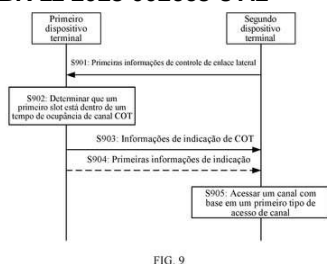 Primeiro
dispositivo
terminal
Segundo
dispositivo
terminal
S901: Primeiras informações de controle de enlace lateral
S902: Determinar que um
primeiro slot está dentro de um
tempo de ocupância de canal COT
S903: Informações de indicação de COT
S904: Primeiras informações de indicação
S905: Acessar um canal com
base em um primeiro tipo de
acesso de canal
FIG. 9